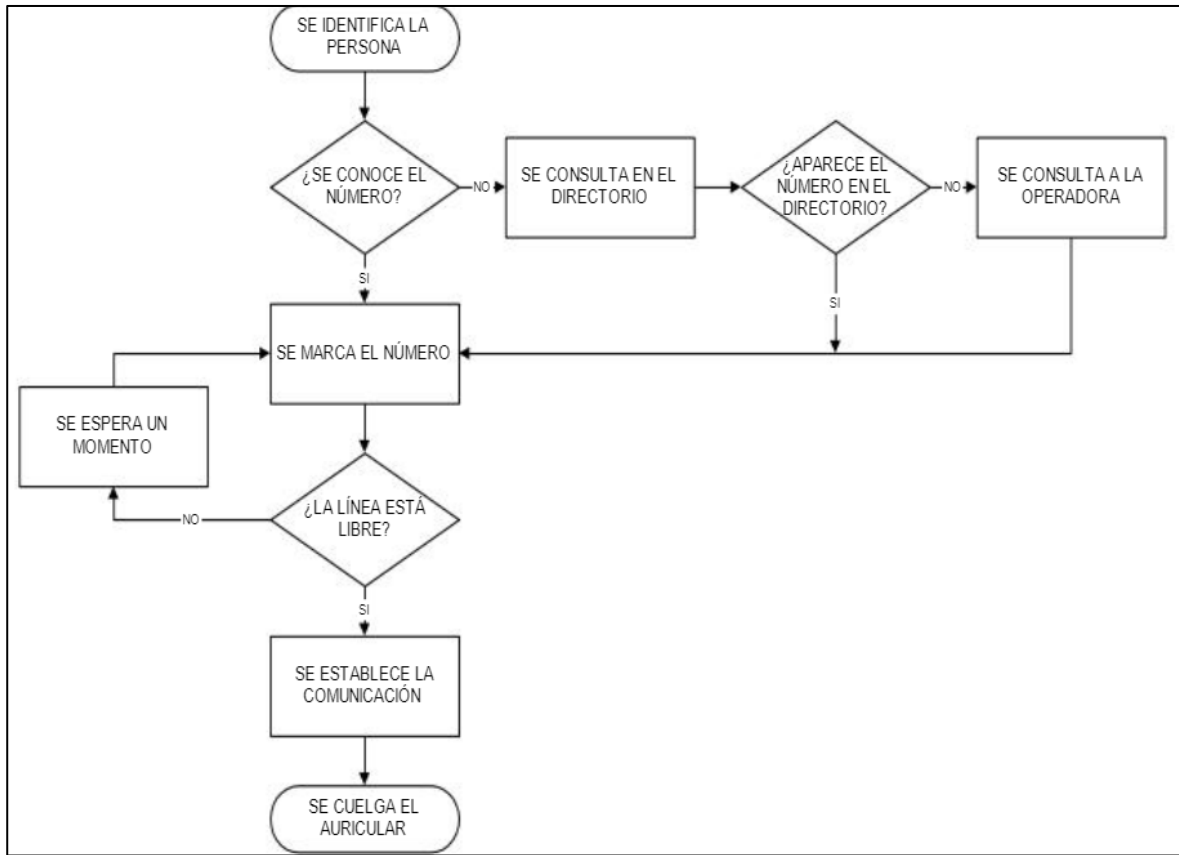 SE IDENTIFICA LA
PERSONA
¿SE CONOCE EL
NÚMERO?
NO
SE CONSULTA EN EL
DIRECTORIO
¿APARECE EL
NÚMERO EN EL
DIRECTORIO?
NO
SE CONSULTA A LA
OPERADORA
SI
SI
SE MARCA EL NÚMERO
SE ESPERA UN
MOMENTO
¿LA LÍNEA ESTÁ
LIBRE?
NO
SI
SE ESTABLECE LA
COMUNICACIÓN
SE CUELGA EL
AURICULAR